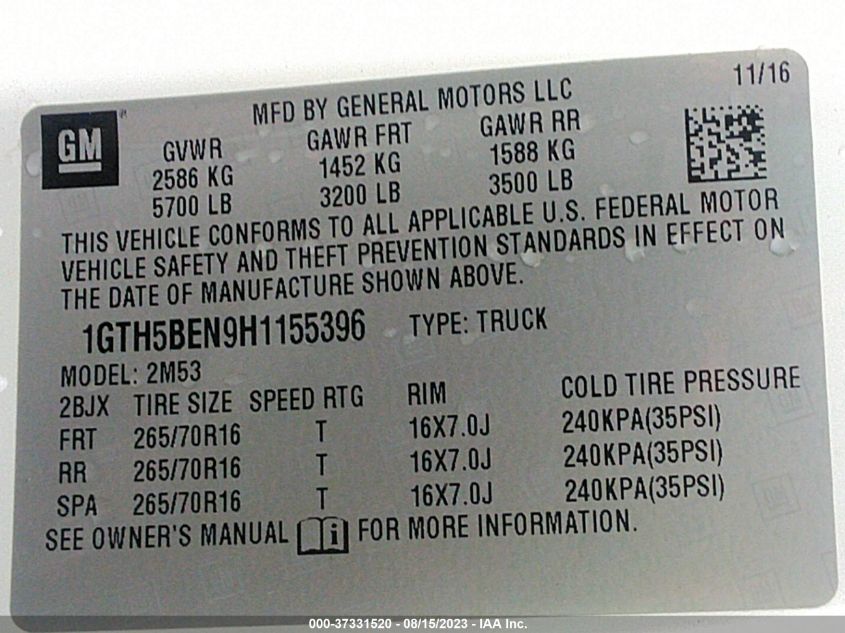 11/16
MFD BY GENERAL MOTORS LLC
GM
®
GVWR GAWR FRT GAWR RR
2586 KG 1452 KG 1588 KG
5700 LB 3200 LB 3500 LB
THIS VEHICLE CONFORMS TO ALL APPLICABLE U.S. FEDERAL MOTOR
VEHICLE SAFETY AND THEFT PREVENTION STANDARDS IN EFFECT ON
THE DATE OF MANUFACTURE SHOWN ABOVE.
1GTH5BEN9H1155396 TYPE: TRUCK
MODEL: 2M53
2BJX TIRE SIZE SPEED RTG RIM COLD TIRE PRESSURE
FRT 265/70R16 T 16X7.0J 240KPA(35PSI)
RR 265/70R16 T 16X7.0J 240KPA(35PSI)
SPA 265/70R16 T 16X7.0J 240KPA(35PSI)
SEE OWNER'S MANUAL i FOR MORE INFORMATION.
000-37331520 - 08/15/2023 - IAA Inc.